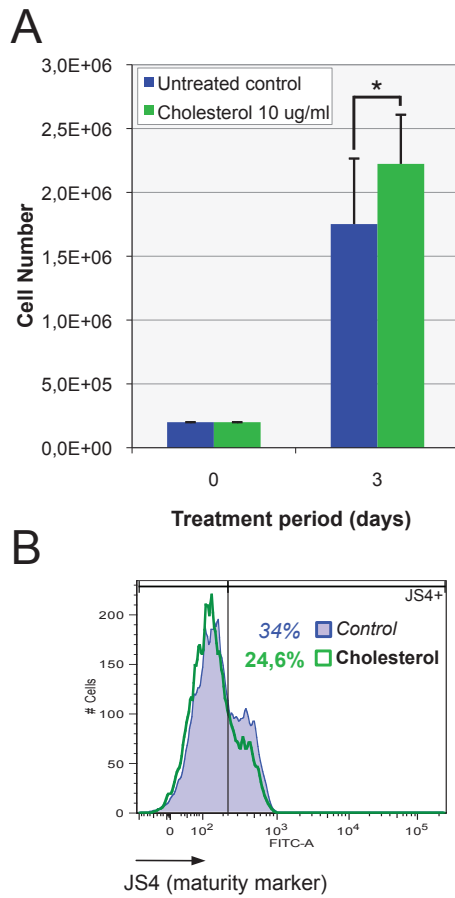 A
3,0E+06
2,5E+06
2,0E+06
1,5E+06
1,0E+06
5,0E+05
0,0E+00
Cell Number
Untreated control
Cholesterol 10 ug/ml
*
0 3
Treatment period (days)
B
200
150
100
50
0
# Cells
JS4+
34% Control
24,6% Cholesterol
0 10² 10³ 10⁴ 10⁵
FITC-A
JS4 (maturity marker)